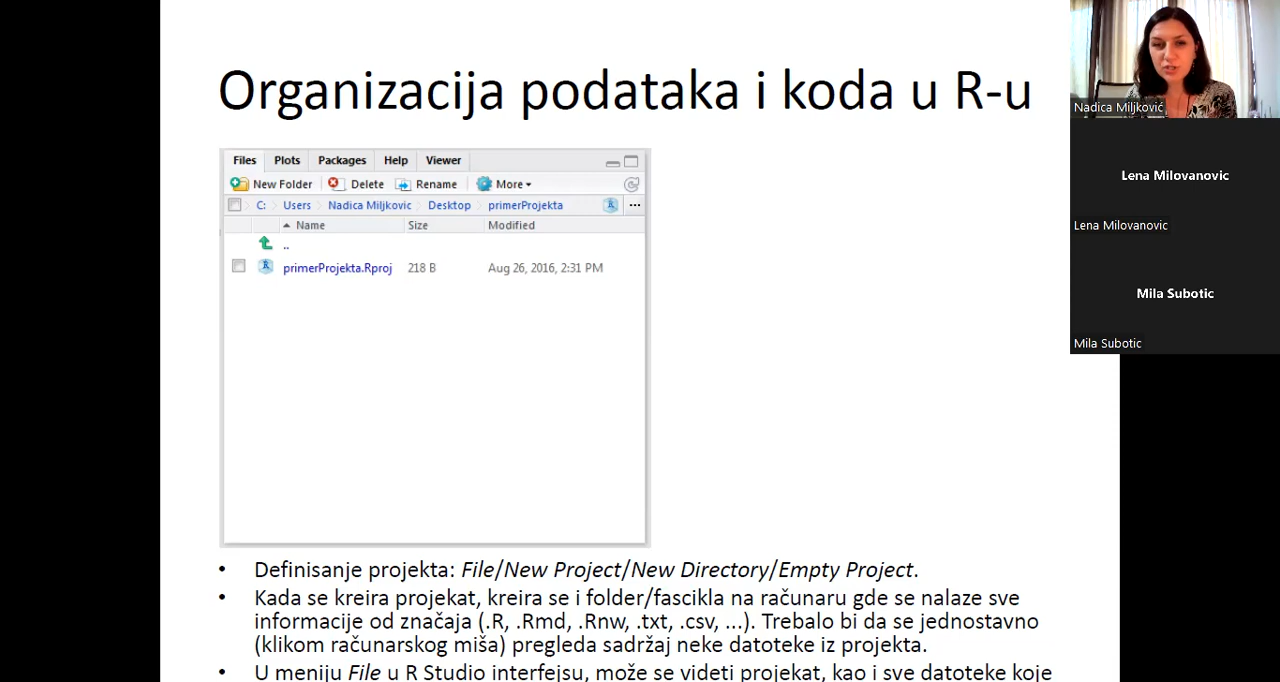 Organizacija podataka i koda u R-u
Files Plots Packages Help Viewer
New Folder Delete Rename More
C: Users Nadica Miljkovic Desktop primerProjekta ...
Name Size Modified
..
primerProjekta.Rproj 218 B Aug 26, 2016, 2:31 PM
• Definisanje projekta: File/New Project/New Directory/Empty Project.
• Kada se kreira projekat, kreira se i folder/fascikla na računaru gde se nalaze sve
informacije od značaja (.R, .Rmd, .Rnw, .txt, .csv, ...). Trebalo bi da se jednostavno
(klikom računarskog miša) pregleda sadržaj neke datoteke iz projekta.
• U meniju File u R Studio interfejsu, može se videti projekat, kao i sve datoteke koje
Nadica Miljković
Lena Milovanovic
Lena Milovanovic
Mila Subotic
Mila Subotic